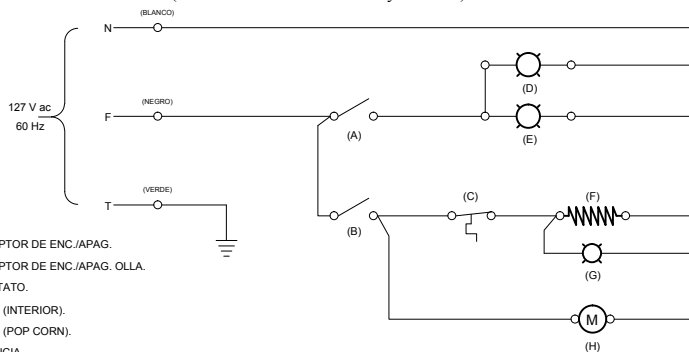 (BLANCO)
N
(D)
127 V ac
60 Hz
(NEGRO)
F
(A)
(E)
(VERDE)
T
(B)
(C)
(F)
(G)
M
(H)
PTOR DE ENC./APAG.
PTOR DE ENC./APAG. OLLA.
TATO.
(INTERIOR).
(POP CORN).